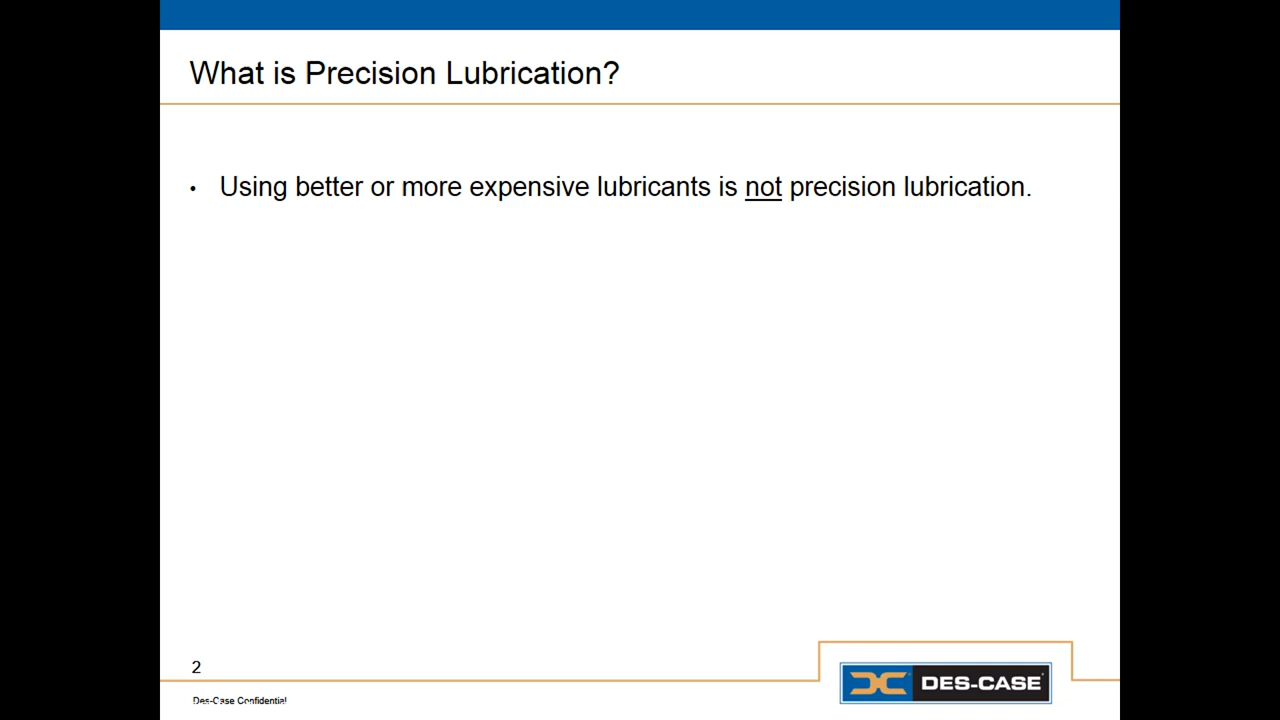 What is Precision Lubrication?
• Using better or more expensive lubricants is not precision lubrication.
2
Des-Case Confidential
DES-CASE